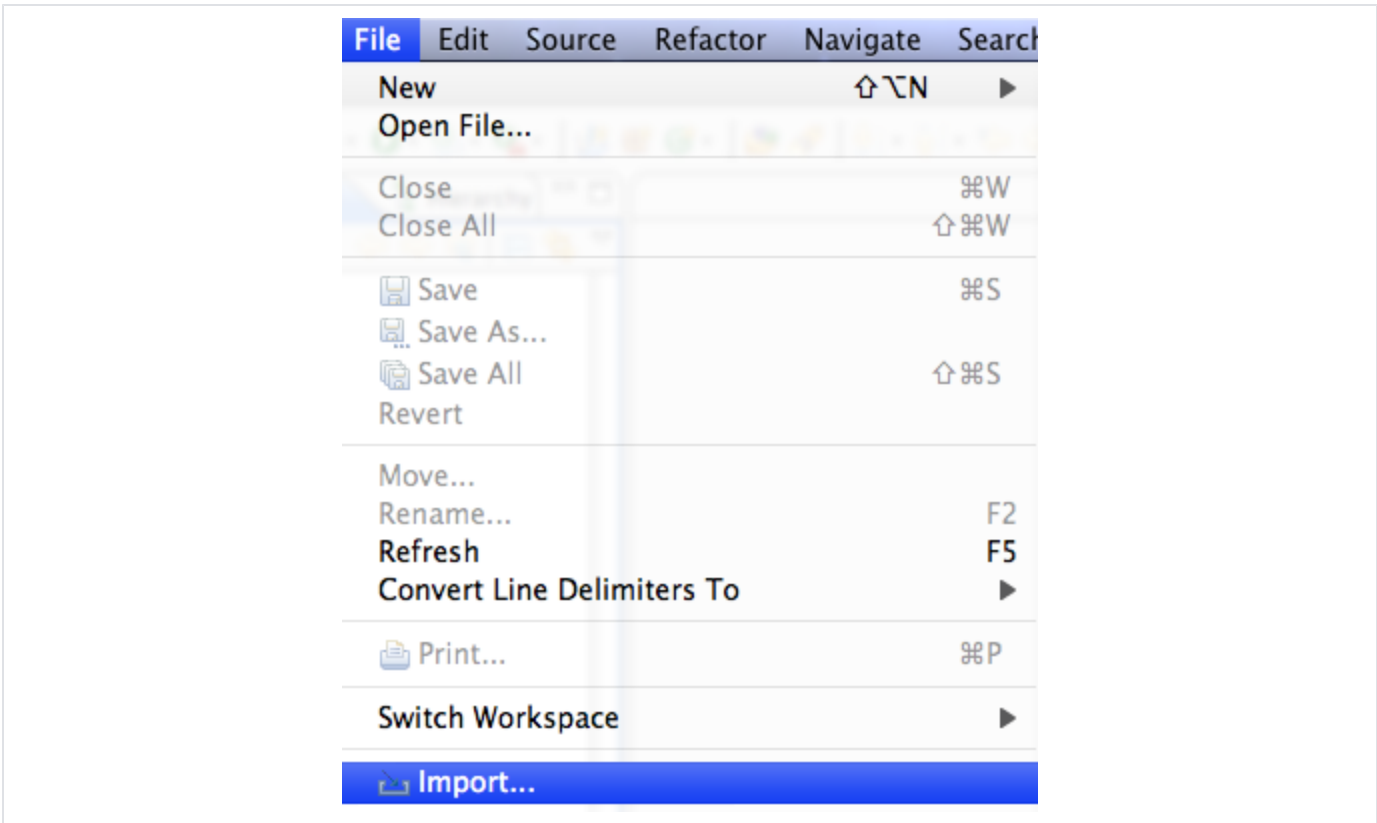 File Edit Source Refactor Navigate Search
New ⇧⌥N ▶
Open File...
Close ⌘W
Close All ⇧⌘W
Save ⌘S
Save As...
Save All ⇧⌘S
Revert
Move...
Rename... F2
Refresh F5
Convert Line Delimiters To ▶
Print... ⌘P
Switch Workspace ▶
Import...